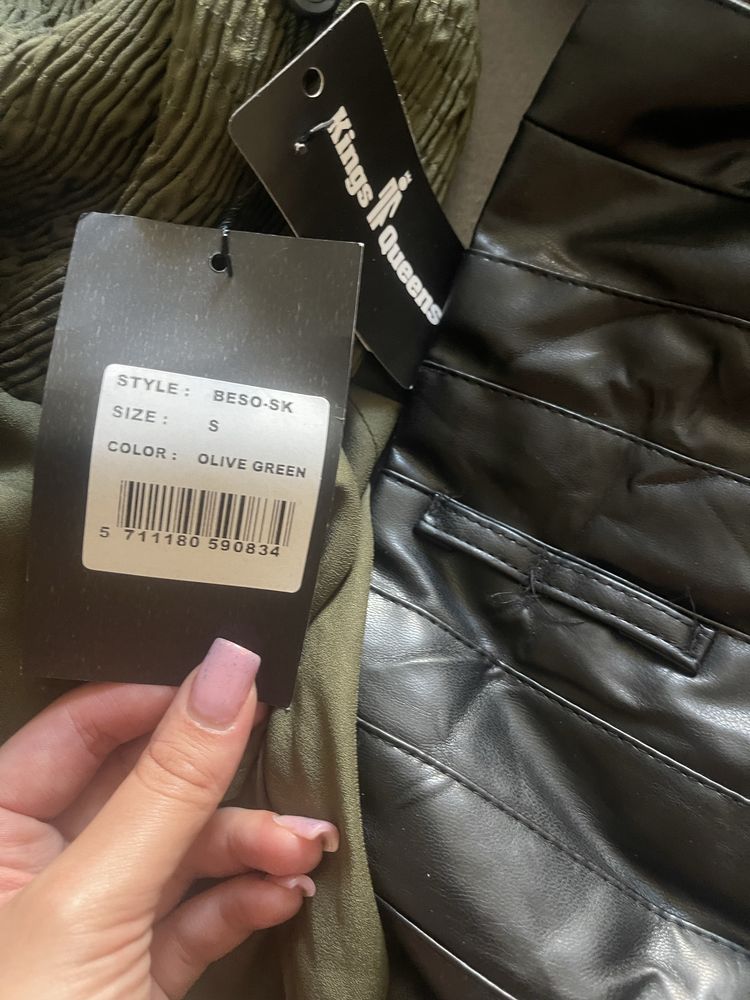 Kings
Queens
STYLE : BESO-SK
SIZE : S
COLOR : OLIVE GREEN
5 711180 590834